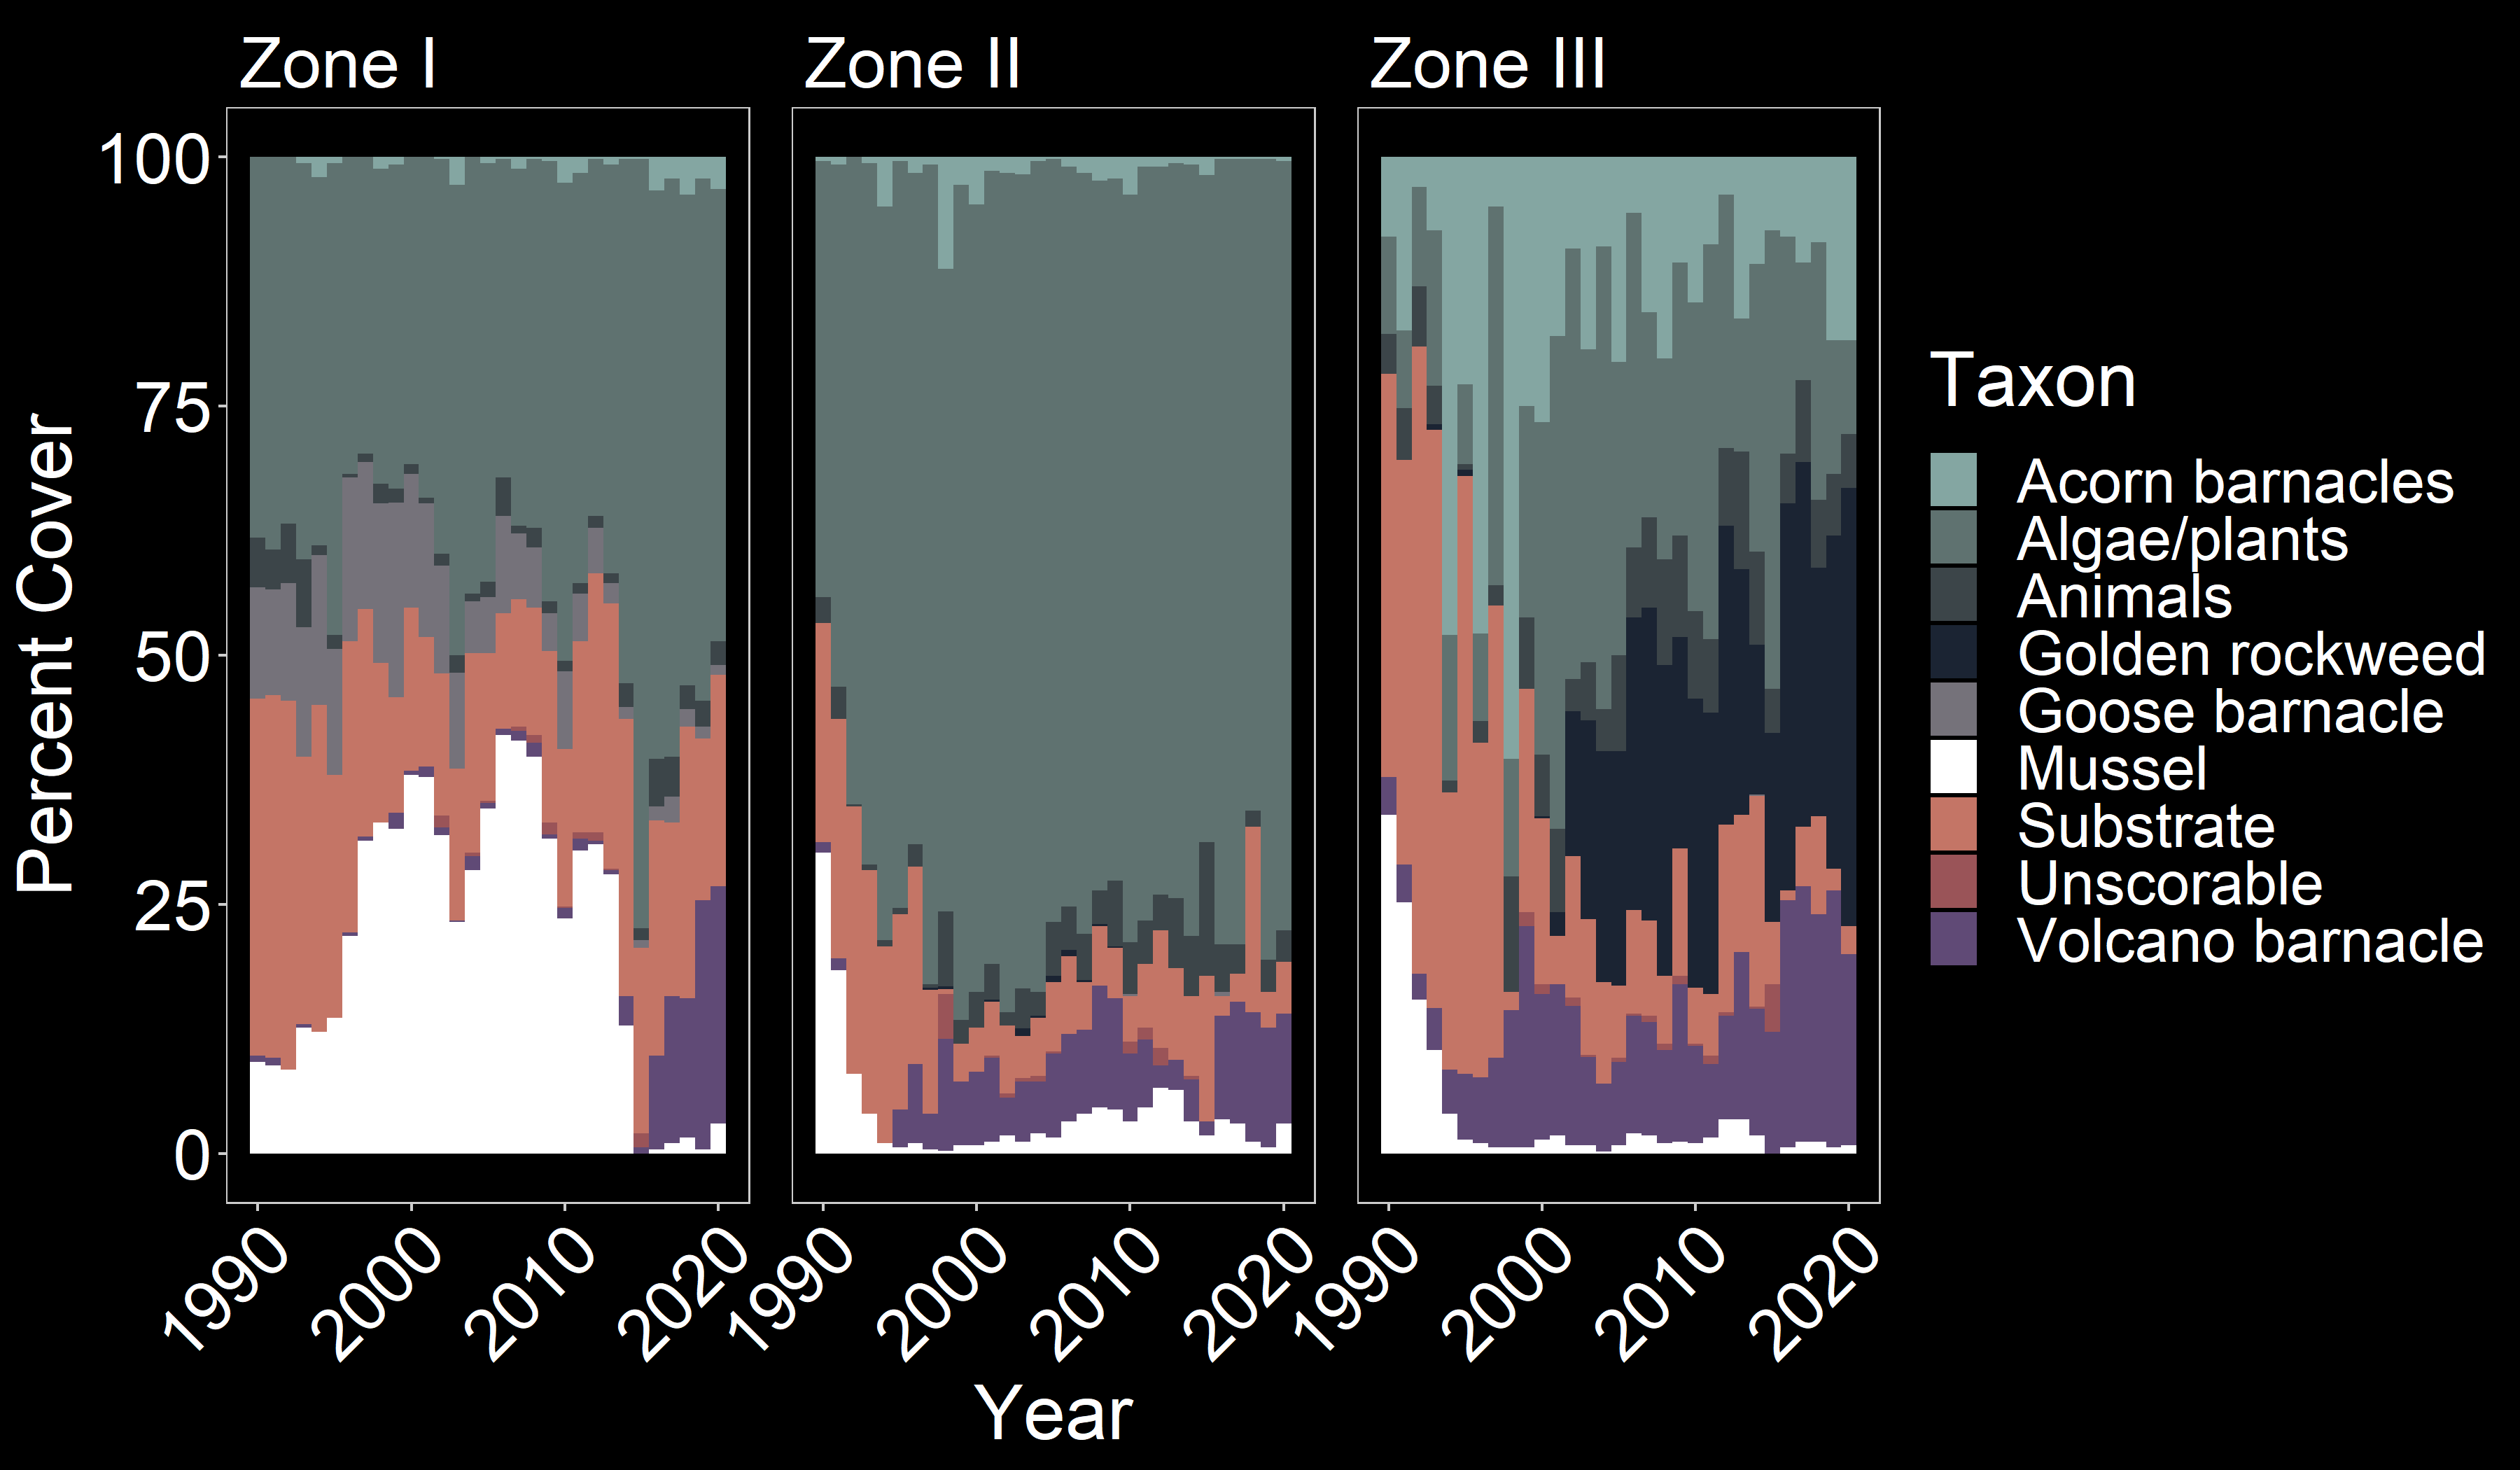 Zone I
Zone II
Zone III
Percent Cover
100
75
50
25
0
1990
2000
2010
2020
1990
2000
2010
2020
1990
2000
2010
2020
Year
Taxon
Acorn barnacles
Algae/plants
Animals
Golden rockweed
Goose barnacle
Mussel
Substrate
Unscorable
Volcano barnacle